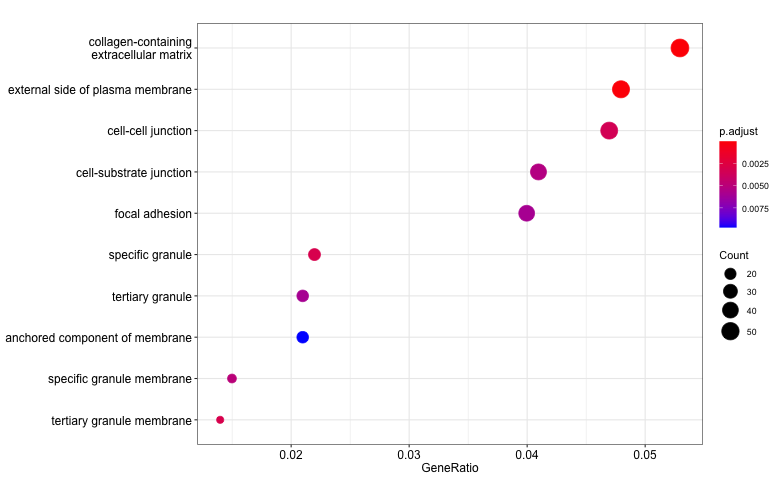 collagen-containing
extracellular matrix
external side of plasma membrane
cell-cell junction
cell-substrate junction
focal adhesion
specific granule
tertiary granule
anchored component of membrane
specific granule membrane
tertiary granule membrane
0.02 0.03 0.04 0.05
GeneRatio
p.adjust
0.0025
0.0050
0.0075
Count
20
30
40
50